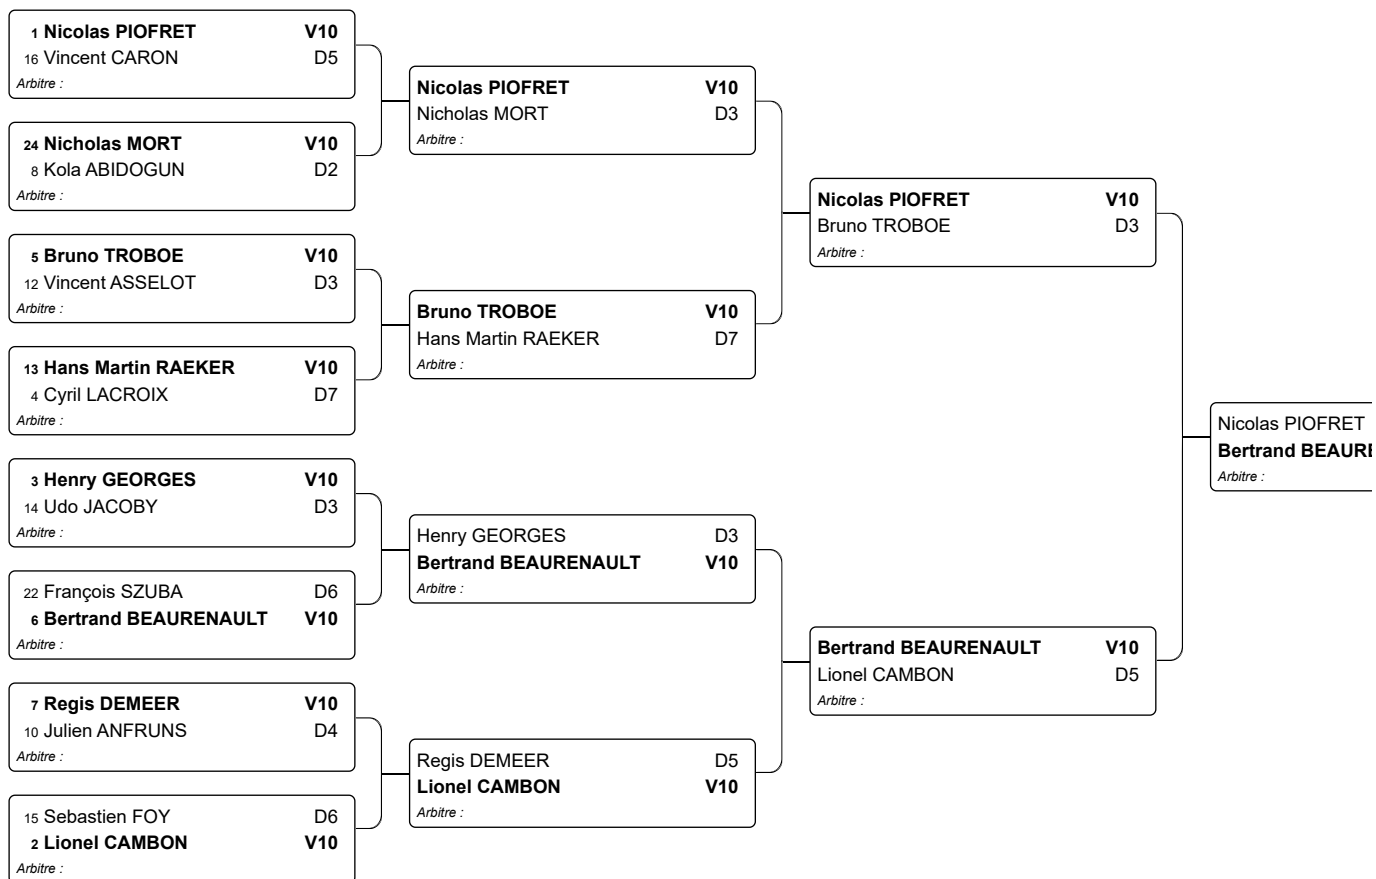 1 Nicolas PIOFRET V10
16 Vincent CARON D5
Arbitre :
24 Nicholas MORT V10
8 Kola ABIDOGUN D2
Arbitre :
5 Bruno TROBOE V10
12 Vincent ASSELOT D3
Arbitre :
13 Hans Martin RAEKER V10
4 Cyril LACROIX D7
Arbitre :
3 Henry GEORGES V10
14 Udo JACOBY D3
Arbitre :
22 François SZUBA D6
6 Bertrand BEAURENAULT V10
Arbitre :
7 Regis DEMEER V10
10 Julien ANFRUNS D4
Arbitre :
15 Sebastien FOY D6
2 Lionel CAMBON V10
Arbitre :
Nicolas PIOFRET V10
Nicholas MORT D3
Arbitre :
Bruno TROBOE V10
Hans Martin RAEKER D7
Arbitre :
Henry GEORGES D3
Bertrand BEAURENAULT V10
Arbitre :
Regis DEMEER D5
Lionel CAMBON V10
Arbitre :
Nicolas PIOFRET V10
Bruno TROBOE D3
Arbitre :
Bertrand BEAURENAULT V10
Lionel CAMBON D5
Arbitre :
Nicolas PIOFRET
Bertrand
Arbitre :